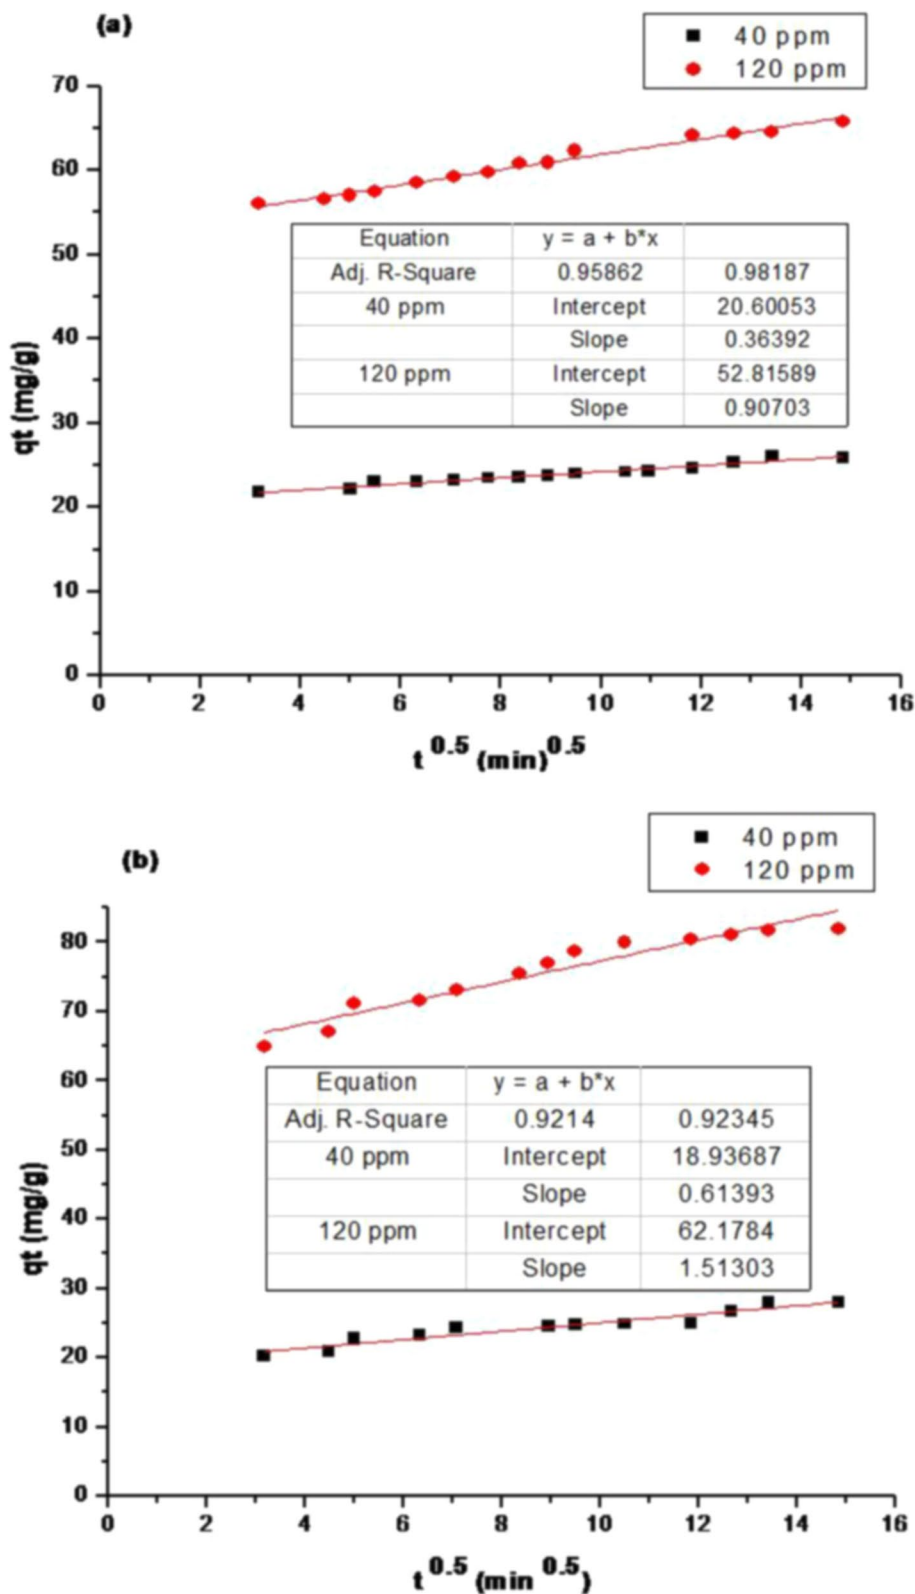 (a)
40 ppm
120 ppm
70
60
50
40
30
20
10
0
qt (mg/g)
Equation y = a + b*x
Adj. R-Square 0.95862 0.98187
40 ppm Intercept 20.60053
Slope 0.36392
120 ppm Intercept 52.81589
Slope 0.90703
0 2 4 6 8 10 12 14 16
t 0.5 (min)0.5
(b)
40 ppm
120 ppm
80
70
60
50
40
30
20
10
0
qt (mg/g)
Equation y = a + b*x
Adj. R-Square 0.9214 0.92345
40 ppm Intercept 18.93687
Slope 0.61393
120 ppm Intercept 62.1784
Slope 1.51303
0 2 4 6 8 10 12 14 16
t 0.5 (min 0.5)